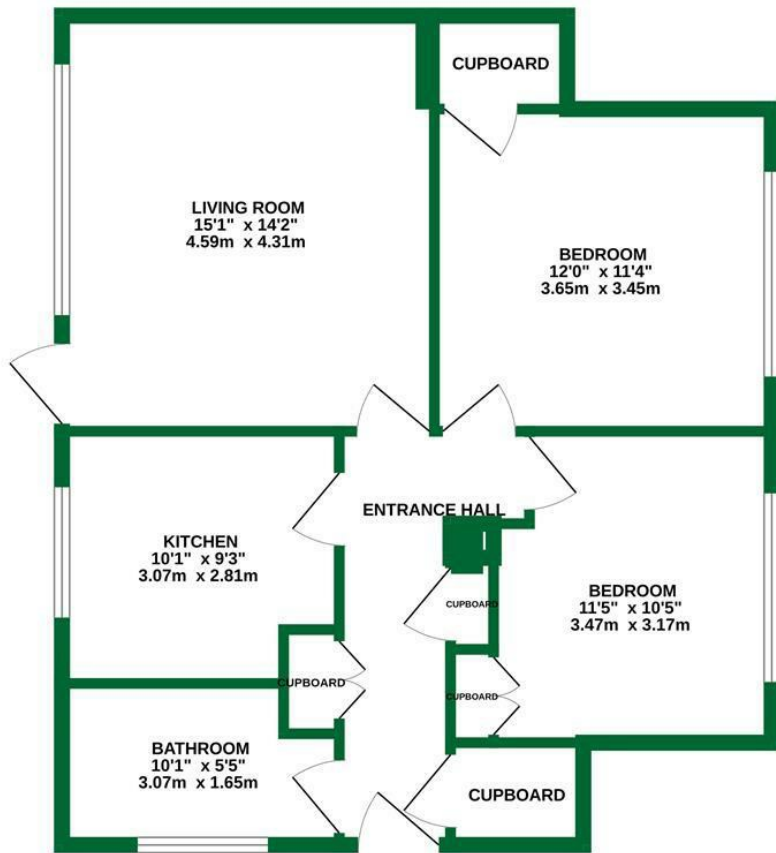 CUPBOARD
LIVING ROOM
15'1" x 14'2"
4.59m x 4.31m
BEDROOM
12'0" x 11'4"
3.65m x 3.45m
ENTRANCE HALL
KITCHEN
10'1" x 9'3"
3.07m x 2.81m
BEDROOM
11'5" x 10'5"
3.47m x 3.17m
CUPBOARD
CUPBOARD
CUPBOARD
BATHROOM
10'1" x 5'5"
3.07m x 1.65m
CUPBOARD